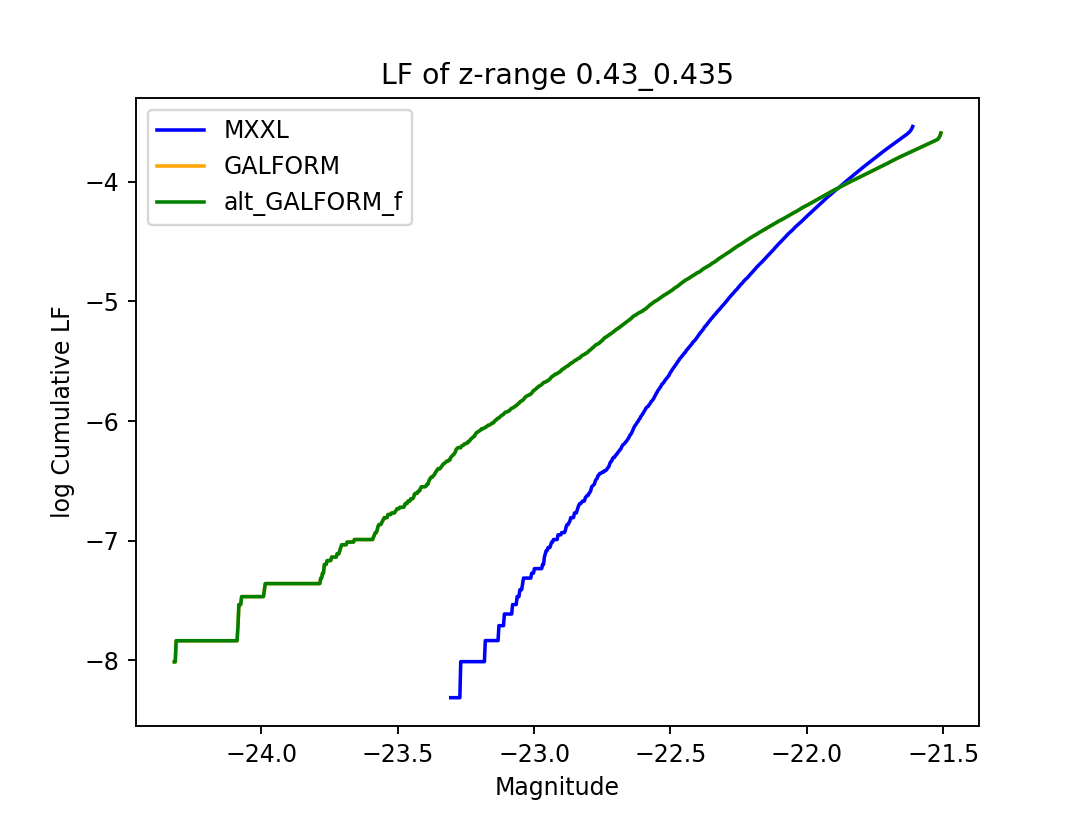 LF of z-range 0.43_0.435
MXXL
GALFORM
alt_GALFORM_f
log Cumulative LF
−4
−5
−6
−7
−8
−24.0
−23.5
−23.0
−22.5
−22.0
−21.5
Magnitude